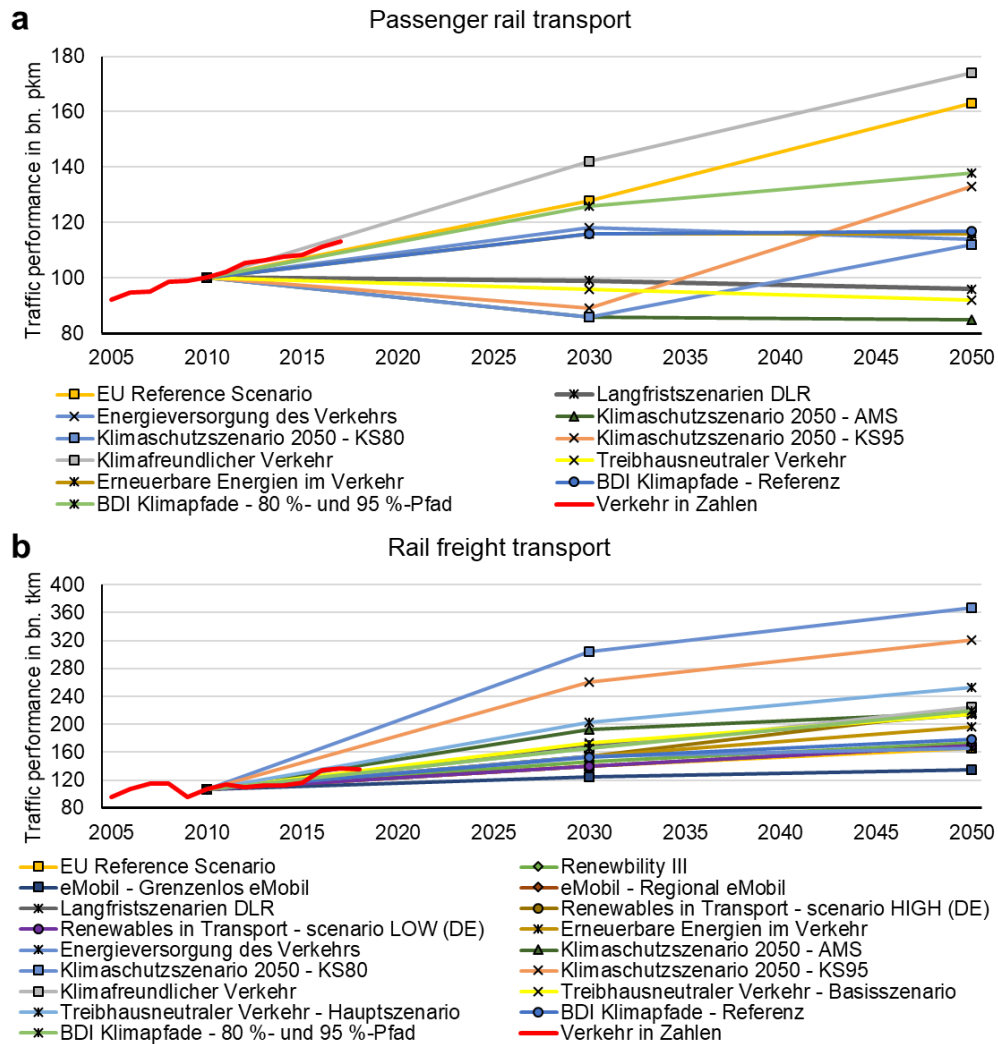 a
Passenger rail transport
Traffic performance in bn. pkm
180
160
140
120
100
80
2005 2010 2015 2020 2025 2030 2035 2040 2045 2050
EU Reference Scenario Langfristszenarien DLR
Energieversorgung des Verkehrs Klimaschutzszenario 2050 - AMS
Klimaschutzszenario 2050 - KS80 Klimaschutzszenario 2050 - KS95
Klimafreundlicher Verkehr Treibhausneutraler Verkehr
Erneuerbare Energien im Verkehr BDI Klimapfade - Referenz
BDI Klimapfade - 80 %- und 95 %-Pfad Verkehr in Zahlen
b
Rail freight transport
Traffic performance in bn. tkm
400
360
320
280
240
200
160
120
80
2005 2010 2015 2020 2025 2030 2035 2040 2045 2050
EU Reference Scenario Renewbility III
eMobil - Grenzenlos eMobil eMobil - Regional eMobil
Langfristszenarien DLR Renewables in Transport - scenario HIGH (DE)
Renewables in Transport - scenario LOW (DE) Erneuerbare Energien im Verkehr
Energieversorgung des Verkehrs Klimaschutzszenario 2050 - AMS
Klimaschutzszenario 2050 - KS80 Klimaschutzszenario 2050 - KS95
Klimafreundlicher Verkehr Treibhausneutraler Verkehr - Basisszenario
Treibhausneutraler Verkehr - Hauptszenario BDI Klimapfade - Referenz
BDI Klimapfade - 80 %- und 95 %-Pfad Verkehr in Zahlen